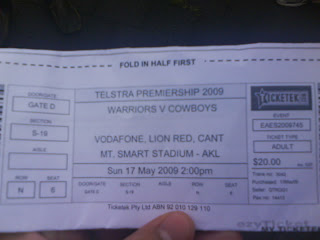 FOLD IN HALF FIRST
DOOR/GATE
GATE D
SECTION
S-19
AISLE
ROW
SEAT
N
6
TELSTRA PREMIERSHIP 2009
WARRIORS V COWBOYS
VODAFONE, LION RED, CANT
MT. SMART STADIUM - AKL
Sun 17 May 2009 2:00pm
DOOR/GATE
SECTION
AISLE
ROW
SEAT
GATE D
S-19
N
6
Ticketek Pty Ltd ABN 92 010 129 110
TICKETEK
EVENT
EAES2009745
TICKET TYPE
ADULT
$20.00
ezyTicket